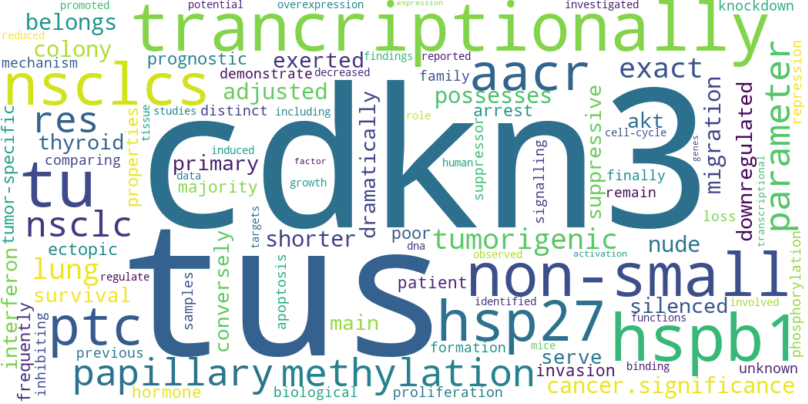 promoted potential overexpression expression investigated knockdown
reduced belongs trancriptionally
mechanism colony prognostic exerted findings reported
nsclcs demonstrate decreased family aacr exact
adjusted possesses
tumor-specific res properties tissue studies distinct including arrest akt migration parameter repression
thyroid cdkn3 cell-cycle
comparing primary induced role suppressor signalling suppressive genes downregulated
tu majority data factor human finally
growth dramatically remain transcriptional
nsclc targets dna poor loss
ectopic conversely shorter tumorigenic nude
interferon lung tus observed activation
regulate samples apoptosis patient non-small
survival identified silenced involved phosphorylation
frequently ptc main hsp27 functions hspb1
inhibiting previous formation mice serve binding unknown
papillary methylation invasion
hormone biological proliferation cancer.significance